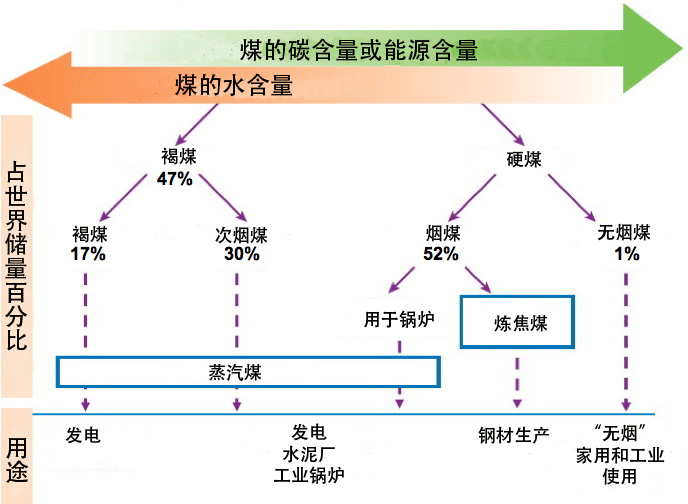 煤的碳含量或能源含量
煤的水含量
占世界储量百分比
褐煤
47%
硬煤
褐煤
17%
次烟煤
30%
烟煤
52%
无烟煤
1%
用于锅炉
炼焦煤
蒸汽煤
用途
发电
发电
水泥厂
工业锅炉
钢材生产
“无烟”
家用和工业
使用